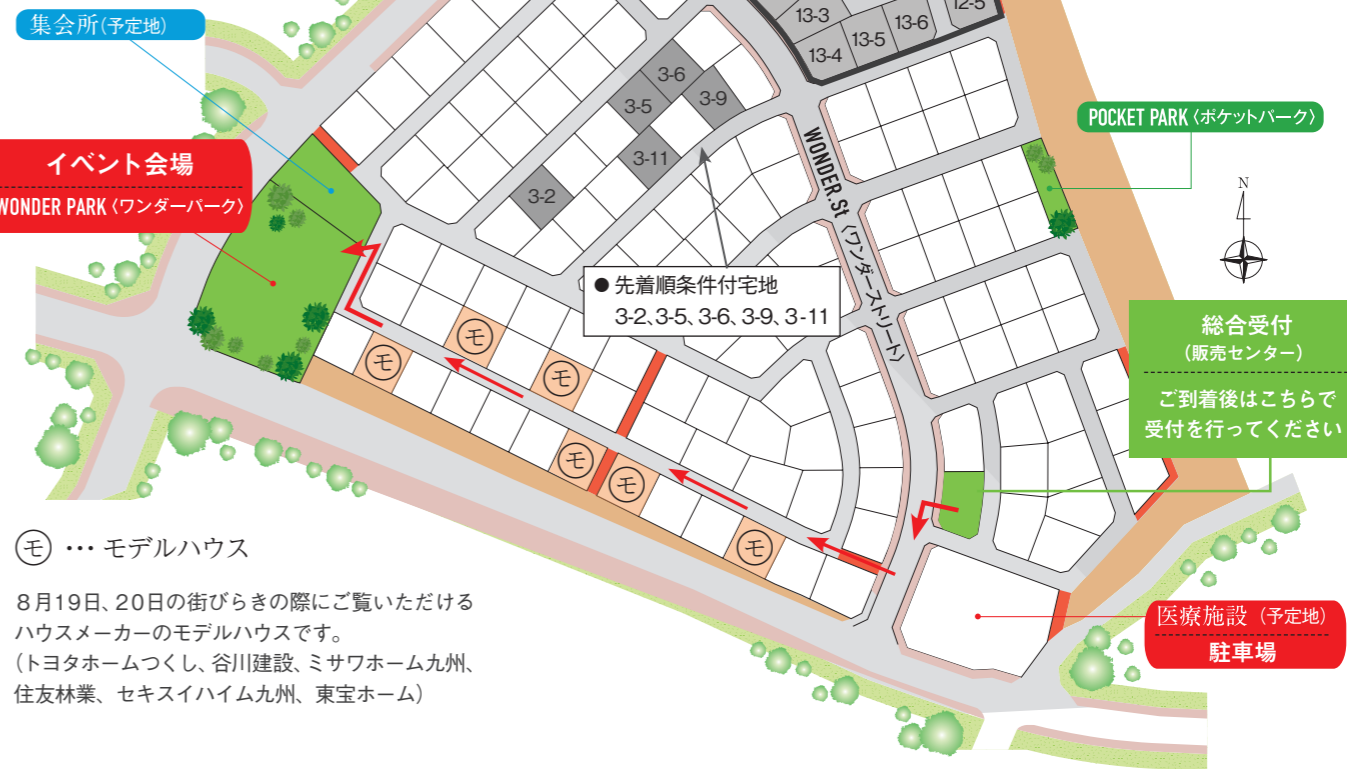 集会所(予定地)
イベント会場
WONDER PARK〈ワンダーパーク〉
13-3
13-4
13-5
13-6
12-5
3-6
3-5
3-9
3-11
3-2
WONDER.St〈ワンダーストリート〉
POCKET PARK〈ポケットパーク〉
N
● 先着順条件付宅地
3-2、3-5、3-6、3-9、3-11
総合受付
(販売センター)
ご到着後はこちらで
受付を行ってください
モ
モ
モ
モ
モ
モ
医療施設(予定地)
駐車場
モ … モデルハウス
8月19日、20日の街びらきの際にご覧いただける
ハウスメーカーのモデルハウスです。
(トヨタホームつくし、谷川建設、ミサワホーム九州、
住友林業、セキスイハイム九州、東宝ホーム)